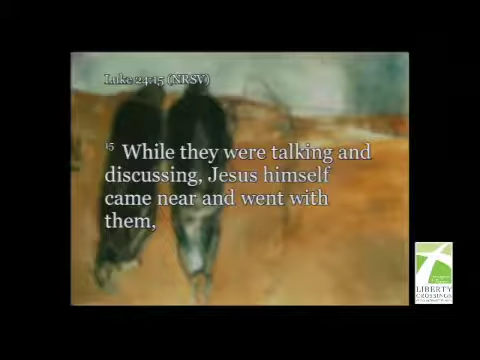 Luke 24:15 (NRSV)
15 While they were talking and
discussing, Jesus himself
came near and went with
them,
LIBERTY
CROSSINGS